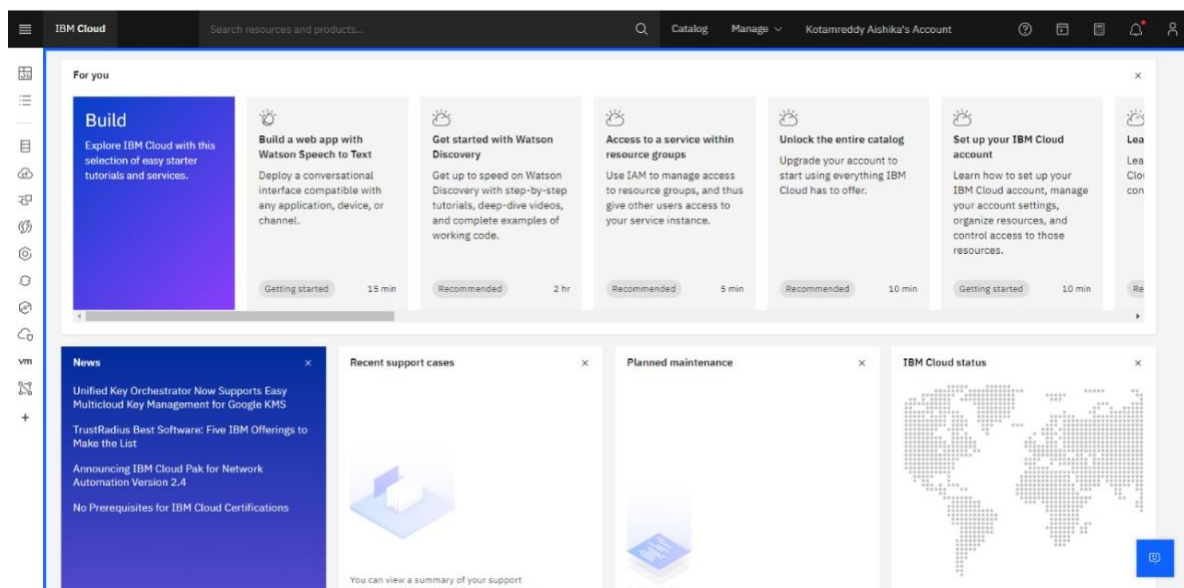 IBM Cloud
Search resources and products...
Catalog
Manage
Kotamreddy Aishika's Account
For you
Build
Explore IBM Cloud with this
selection of easy starter
tutorials and services.
Build a web app with
Watson Speech to Text
Deploy a conversational
interface compatible with
any application, device, or
channel.
Getting started
15 min
Get started with Watson
Discovery
Get up to speed on Watson
Discovery with step-by-step
tutorials, deep-dive videos,
and complete examples of
working code.
Recommended
2 hr
Access to a service within
resource groups
Use IAM to manage access
to resource groups, and thus
give other users access to
your service instance.
Recommended
5 min
Unlock the entire catalog
Upgrade your account to
start using everything IBM
Cloud has to offer.
Recommended
10 min
Set up your IBM Cloud
account
Learn how to set up your
IBM Cloud account, manage
your account settings,
organize resources, and
control access to those
resources.
Getting started
10 min
Lea
Lea
Clou
con
Re
vm
News
Unified Key Orchestrator Now Supports Easy
Multicloud Key Management for Google KMS
TrustRadius Best Software: Five IBM Offerings to
Make the List
Announcing IBM Cloud Pak for Network
Automation Version 2.4
No Prerequisites for IBM Cloud Certifications
Recent support cases
You can view a summary of your support
Planned maintenance
IBM Cloud status